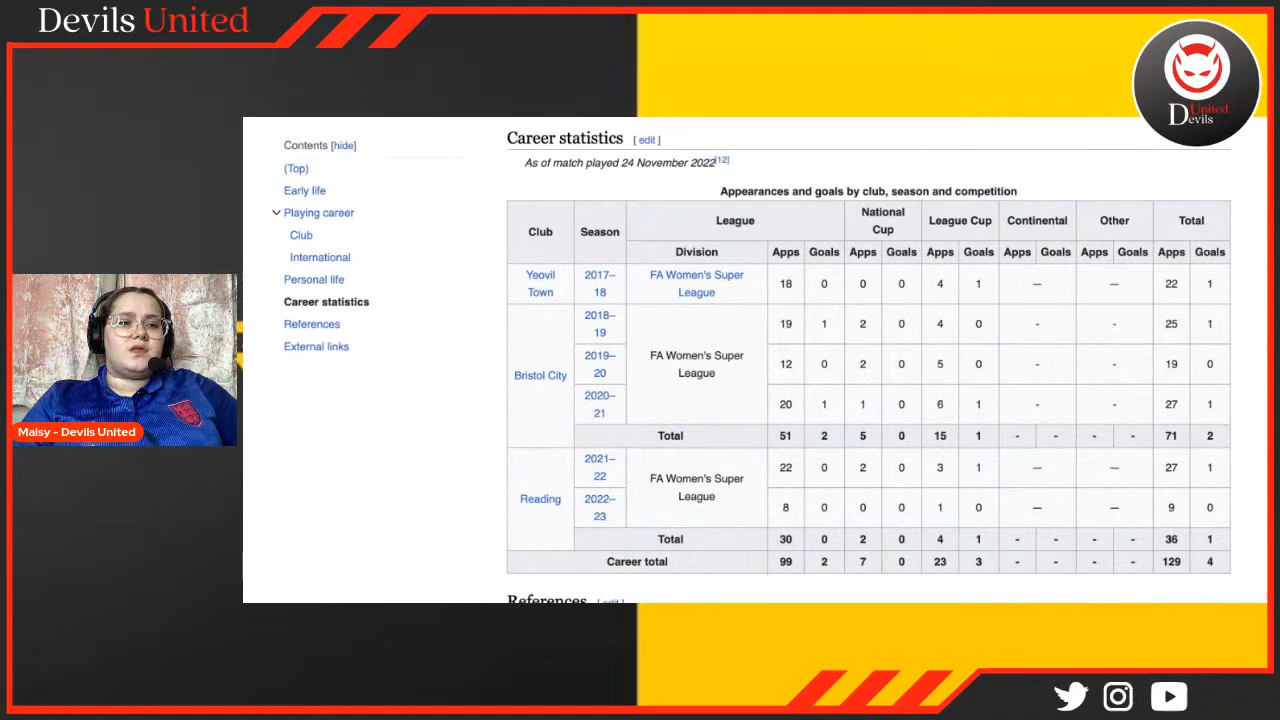 Devils United
United
Devils
Contents [hide]
(Top)
Early life
Playing career
Club
International
Personal life
Career statistics
References
External links
Career statistics [ edit ]
As of match played 24 November 2022[12]
Appearances and goals by club, season and competition
Club Season League National Cup League Cup Continental Other Total
Division Apps Goals Apps Goals Apps Goals Apps Goals Apps Goals Apps Goals
Yeovil Town 2017–18 FA Women's Super League 18 0 0 0 4 1 — — 22 1
Bristol City 2018–19 FA Women's Super League 19 1 2 0 4 0 - - 25 1
2019–20 12 0 2 0 5 0 - - 19 0
2020–21 20 1 1 0 6 1 - - 27 1
Total 51 2 5 0 15 1 - - - - 71 2
Reading 2021–22 FA Women's Super League 22 0 2 0 3 1 — — 27 1
2022–23 8 0 0 0 1 0 — — 9 0
Total 30 0 2 0 4 1 - - - - 36 1
Career total 99 2 7 0 23 3 - - - - 129 4
References [ edit ]
Maisy - Devils United